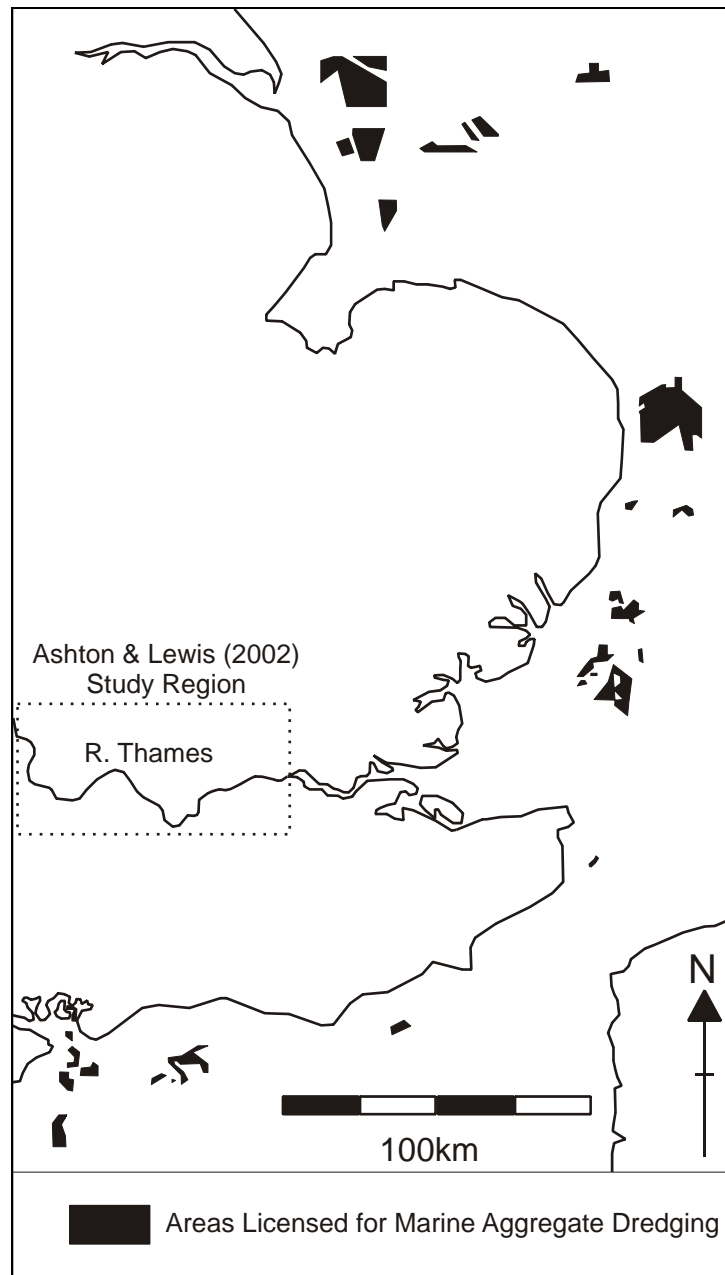 Ashton & Lewis (2002)
Study Region
R. Thames
N
100km
Areas Licensed for Marine Aggregate Dredging